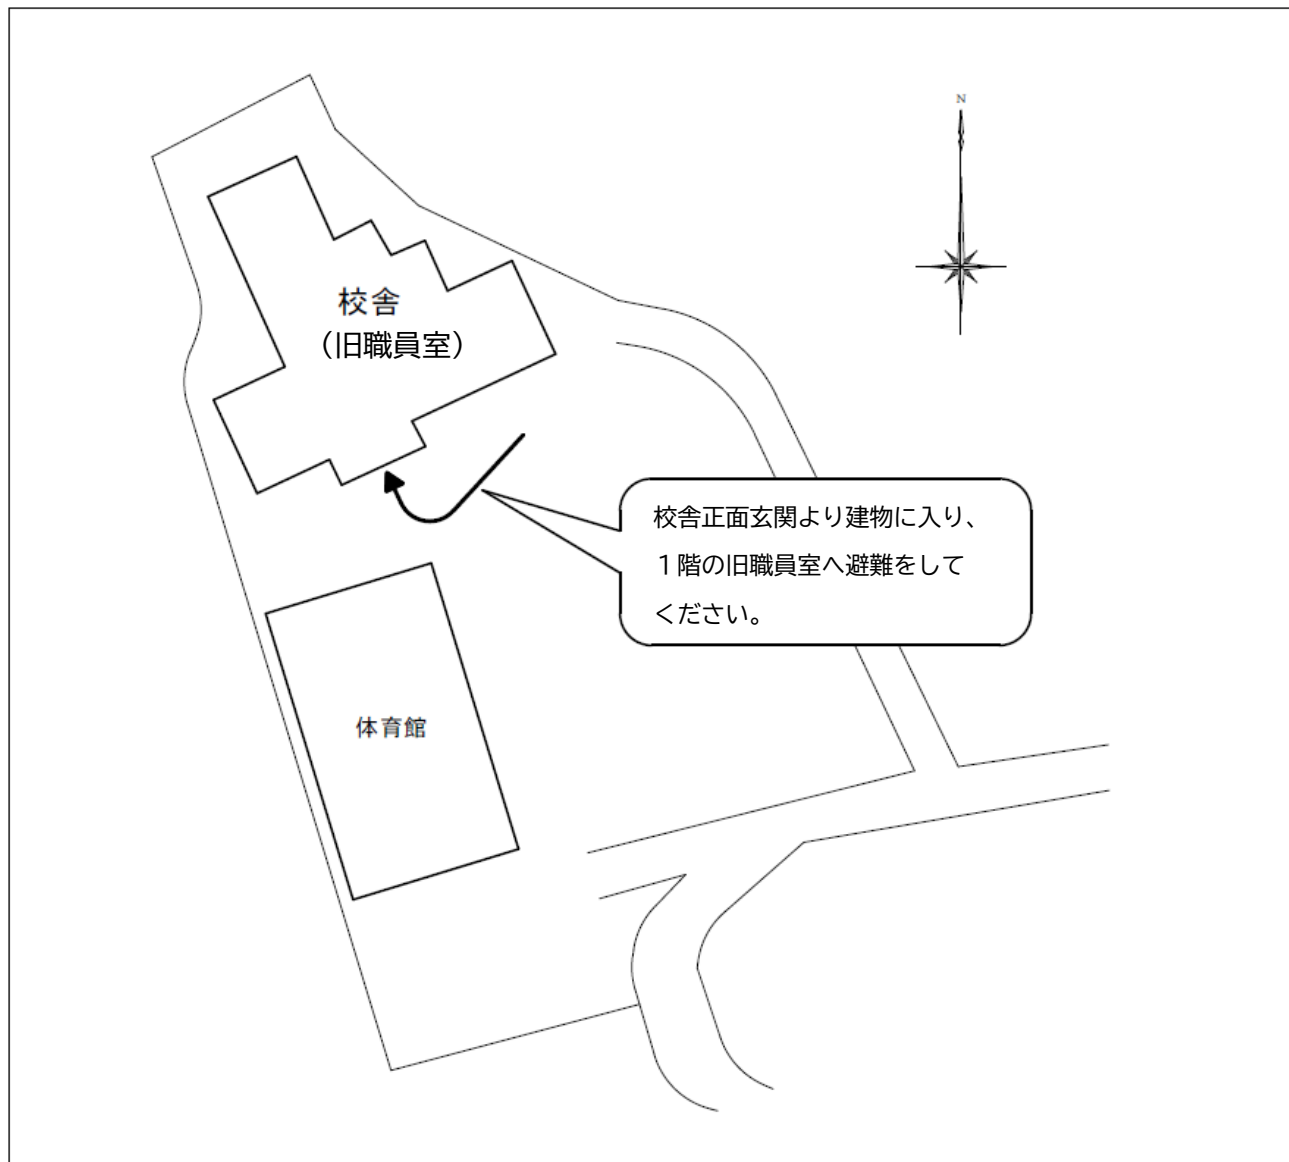 N
校舎
（旧職員室）
校舎正面玄関より建物に入り、
１階の旧職員室へ避難をして
ください。
体育館